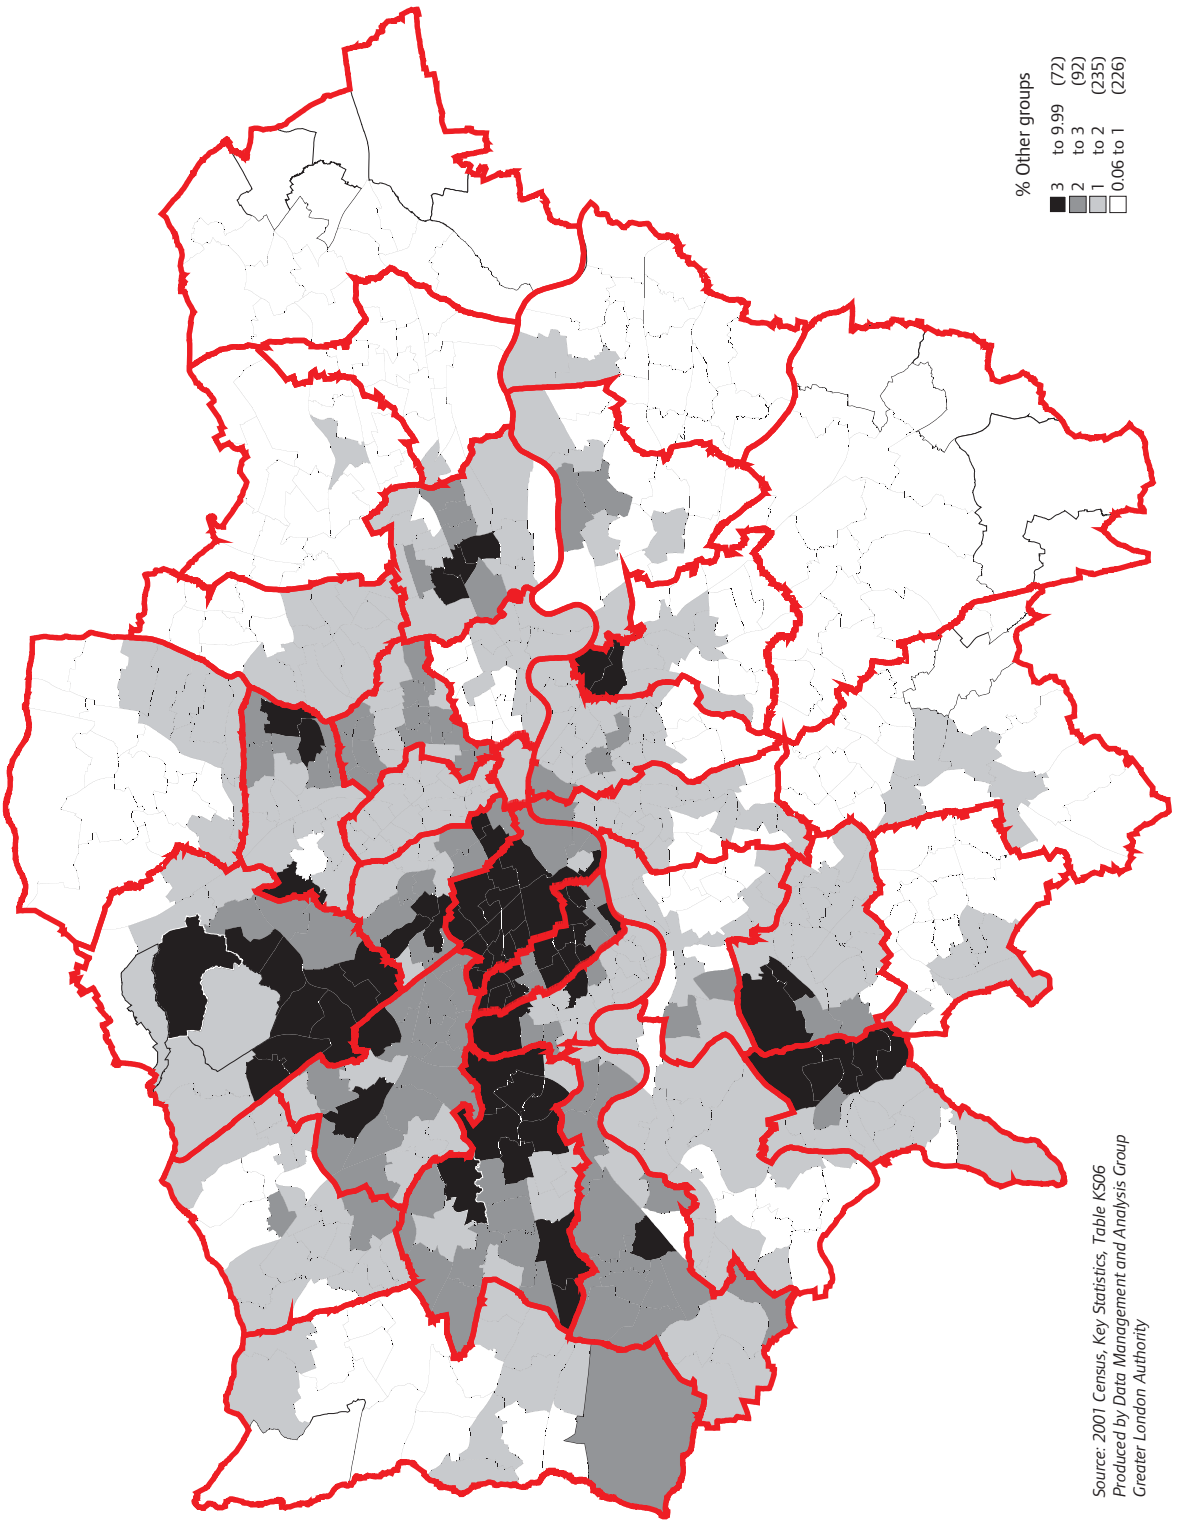 % Other groups
3 to 9.99 (72)
2 to 3 (92)
1 to 2 (235)
0.06 to 1 (226)
Source: 2001 Census, Key Statistics, Table KS06
Produced by Data Management and Analysis Group
Greater London Authority